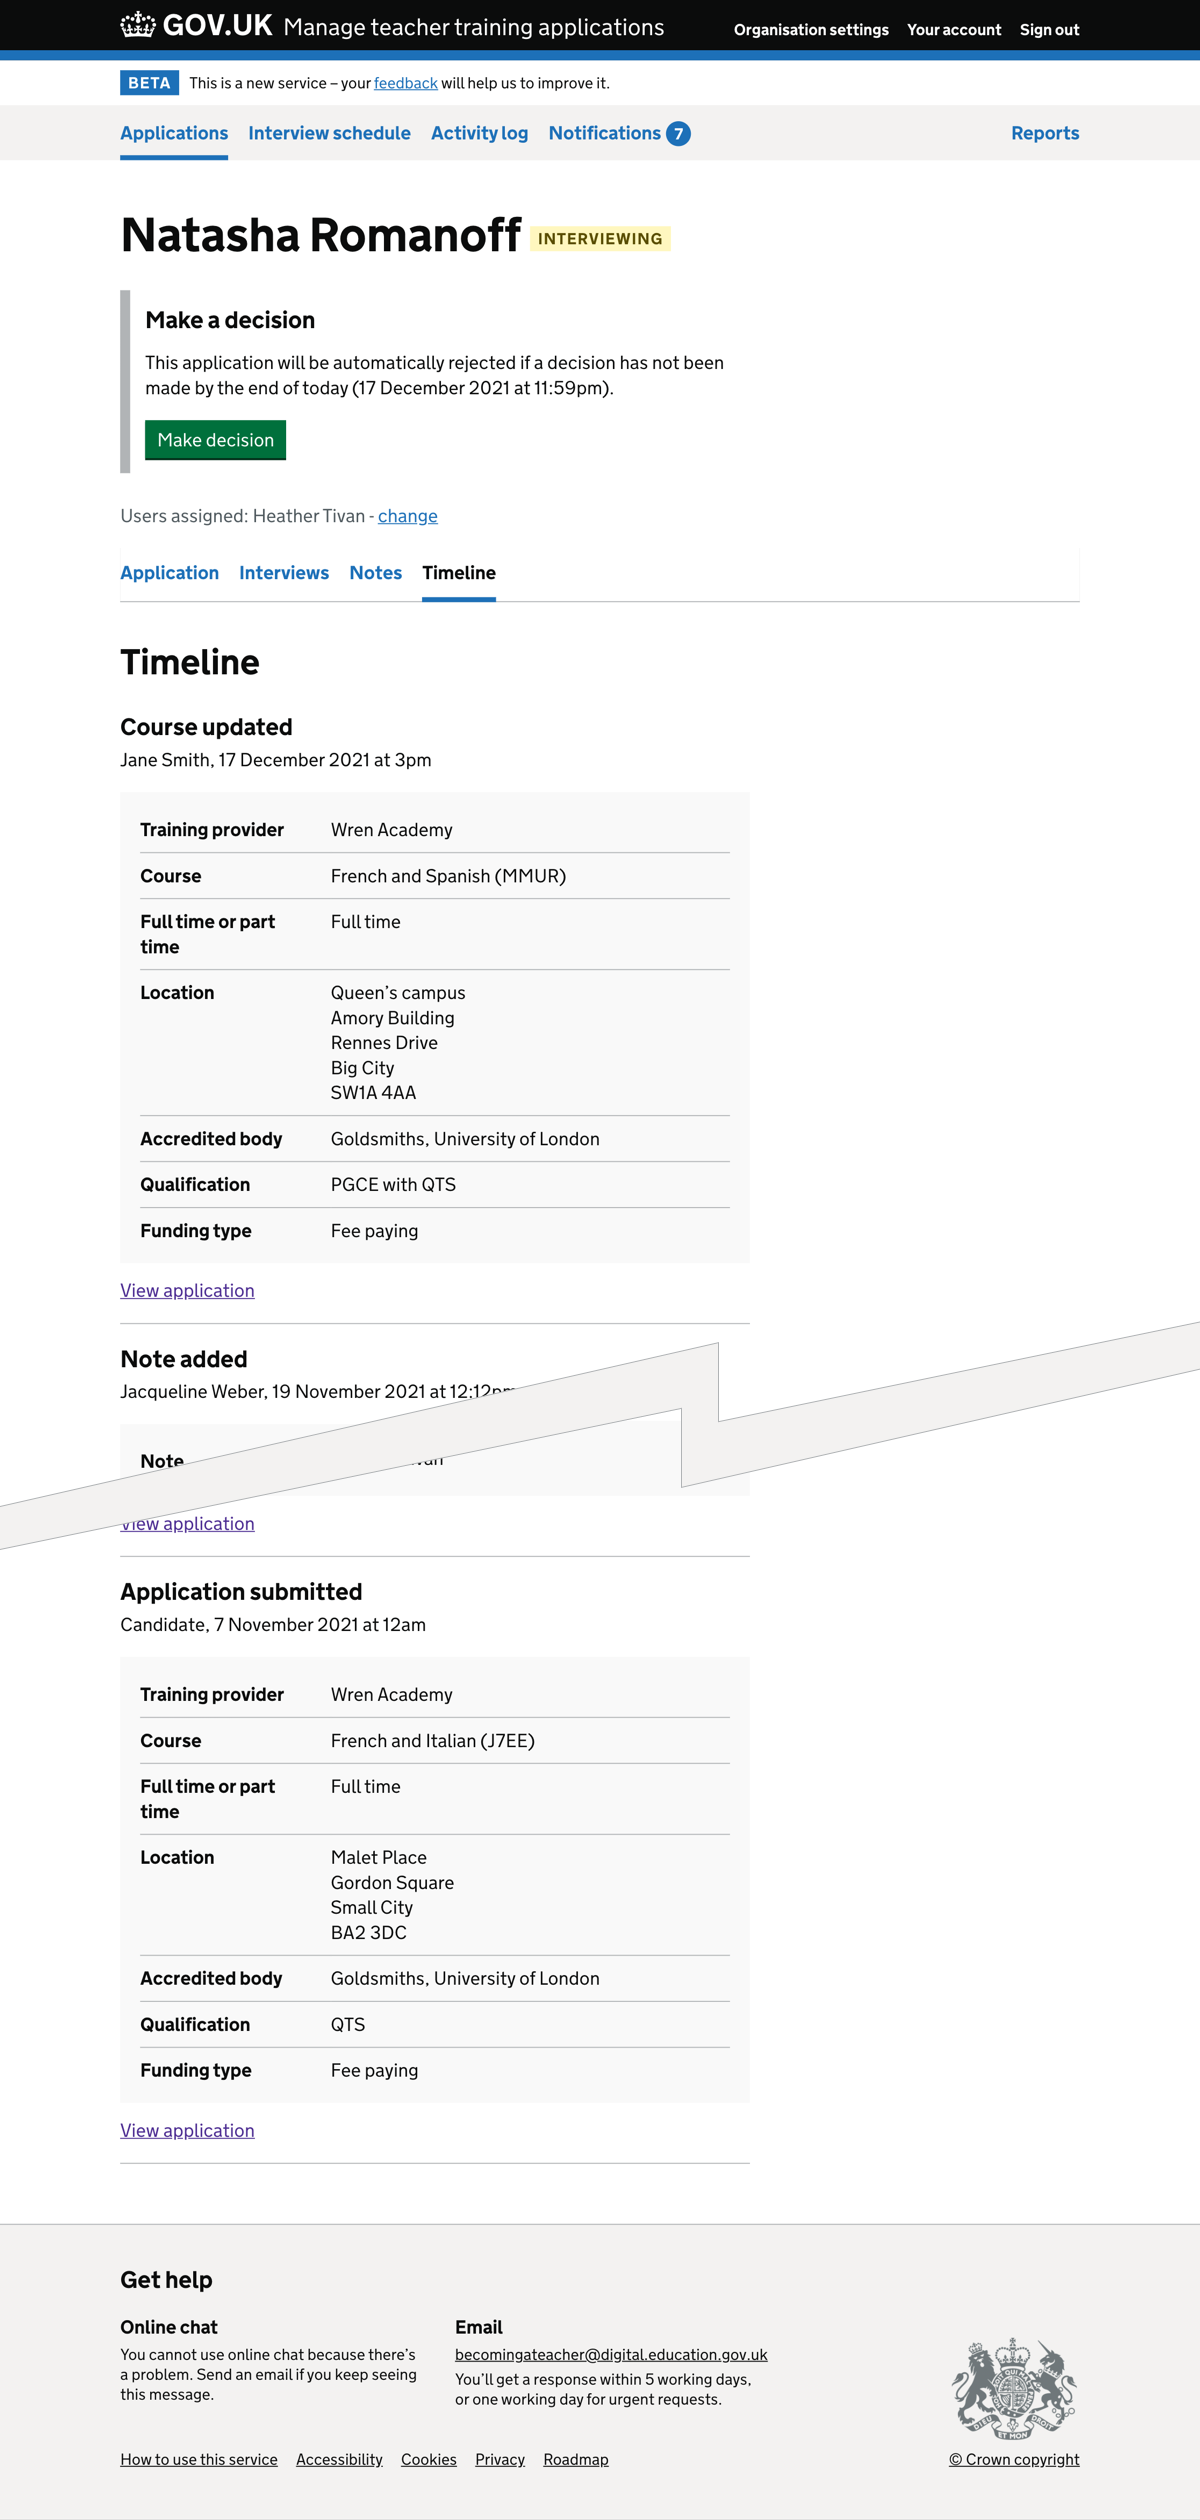 GOV.UK Manage teacher training applications Organisation settings Your account Sign out
BETA This is a new service – your feedback will help us to improve it.
Applications Interview schedule Activity log Notifications 7 Reports
Natasha Romanoff INTERVIEWING
Make a decision
This application will be automatically rejected if a decision has not been
made by the end of today (17 December 2021 at 11:59pm).
Make decision
Users assigned: Heather Tivan - change
Application Interviews Notes Timeline
Timeline
Course updated
Jane Smith, 17 December 2021 at 3pm
Training provider Wren Academy
Course French and Spanish (MMUR)
Full time or part Full time
time
Location Queen’s campus
Amory Building
Rennes Drive
Big City
SW1A 4AA
Accredited body Goldsmiths, University of London
Qualification PGCE with QTS
Funding type Fee paying
View application
Note added
Jacqueline Weber, 19 November 2021 at 12:12pm
Note
View application
Application submitted
Candidate, 7 November 2021 at 12am
Training provider Wren Academy
Course French and Italian (J7EE)
Full time or part Full time
time
Location Malet Place
Gordon Square
Small City
BA2 3DC
Accredited body Goldsmiths, University of London
Qualification QTS
Funding type Fee paying
View application
Get help
Online chat Email
You cannot use online chat because there’s becomingateacher@digital.education.gov.uk
a problem. Send an email if you keep seeing You’ll get a response within 5 working days,
this message. or one working day for urgent requests.
DIEU ET MON DROIT
How to use this service Accessibility Cookies Privacy Roadmap © Crown copyright